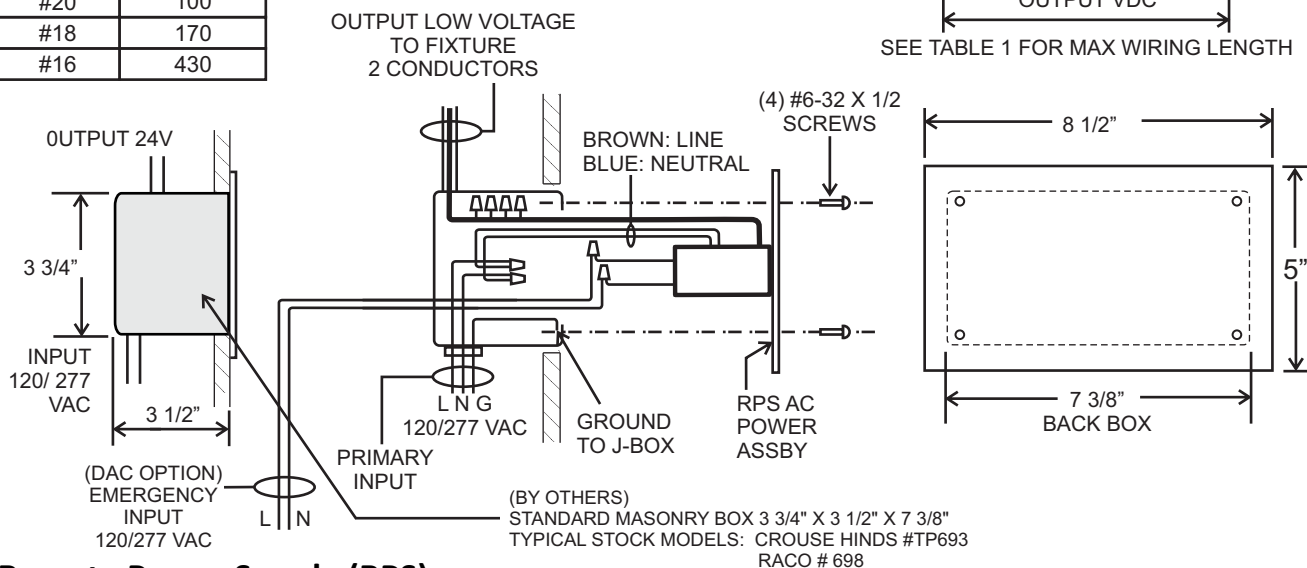 #20 100
#18 170
#16 430
OUTPUT LOW VOLTAGE
TO FIXTURE
2 CONDUCTORS
OUTPUT VDC
SEE TABLE 1 FOR MAX WIRING LENGTH
0UTPUT 24V
3 3/4”
INPUT
120/ 277
VAC
3 1/2”
BROWN: LINE
BLUE: NEUTRAL
(4) #6-32 X 1/2
SCREWS
8 1/2”
5”
7 3/8”
BACK BOX
L N G
120/277 VAC
PRIMARY
INPUT
GROUND
TO J-BOX
RPS AC
POWER
ASSBY
(DAC OPTION)
EMERGENCY
INPUT
120/277 VAC
L N
(BY OTHERS)
STANDARD MASONRY BOX 3 3/4" X 3 1/2" X 7 3/8"
TYPICAL STOCK MODELS: CROUSE HINDS #TP693
RACO # 698